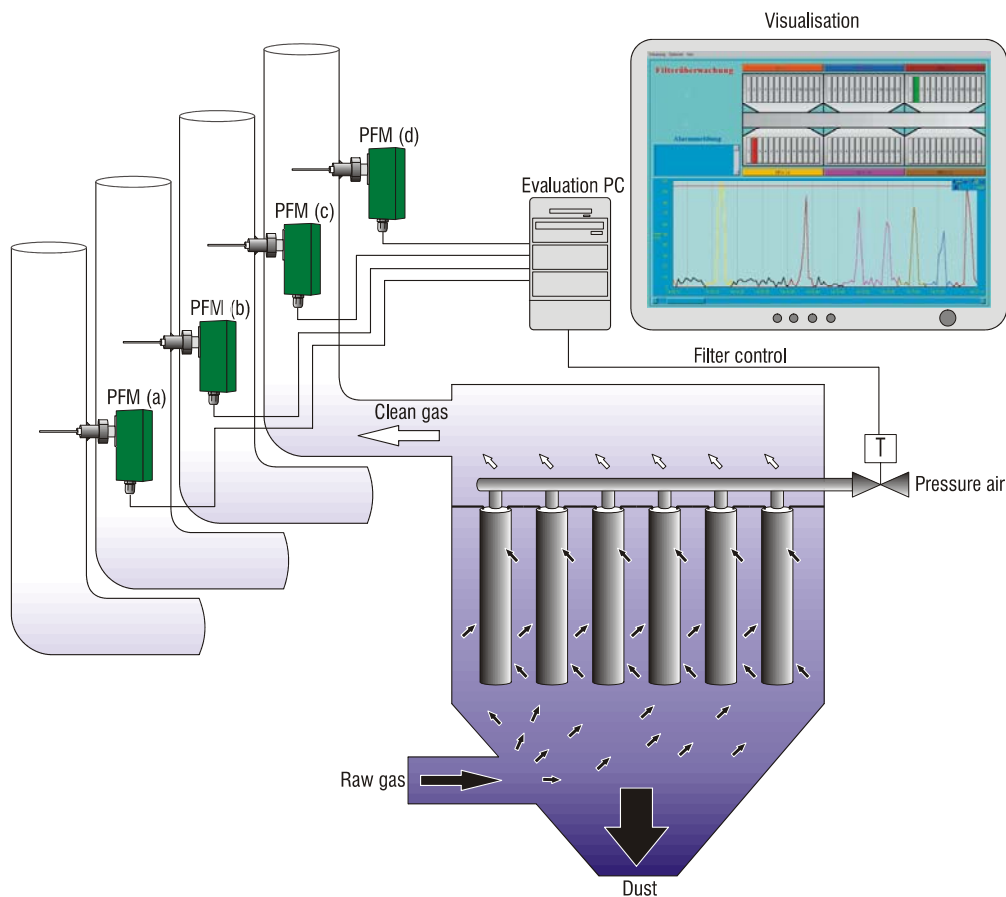 Visualisation
Filterüberwachung
Alarmmeldung
PFM (d)
Evaluation PC
PFM (c)
PFM (b)
Filter control
PFM (a)
Clean gas
T
Pressure air
Raw gas
Dust